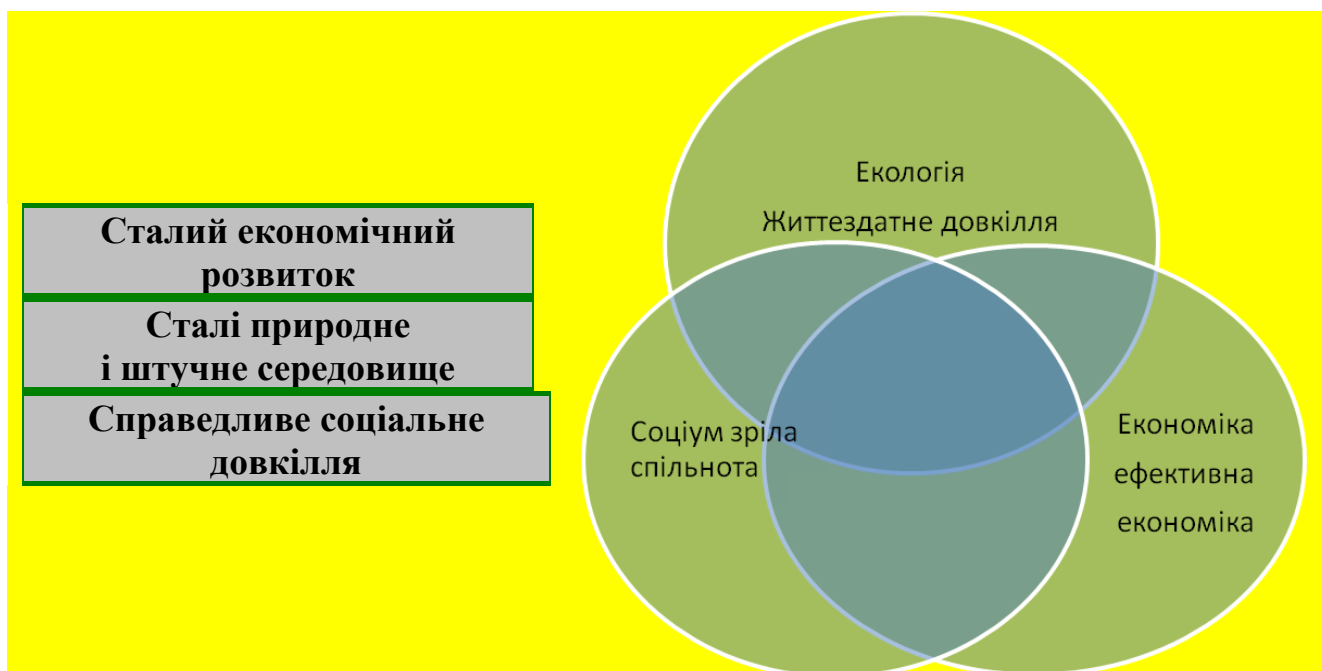 Сталий економічний
розвиток
Сталі природне
і штучне середовище
Справедливе соціальне
довкілля
Екологія
Життездатне довкілля
Соціум зріла
спільнота
Економіка
ефективна
економіка